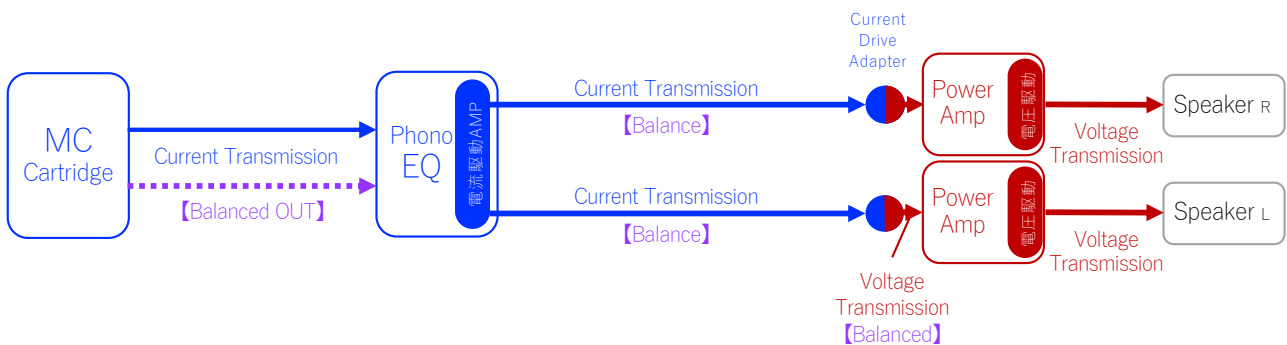 MC
Cartridge
Current Transmission
【Balanced OUT】
Phono
EQ
電流駆動AMP
Current Transmission
【Balance】
Current Transmission
【Balance】
Current
Drive
Adapter
Power
Amp
電圧駆動
Voltage
Transmission
Speaker R
Power
Amp
電圧駆動
Voltage
Transmission
Speaker L
Voltage
Transmission
【Balanced】